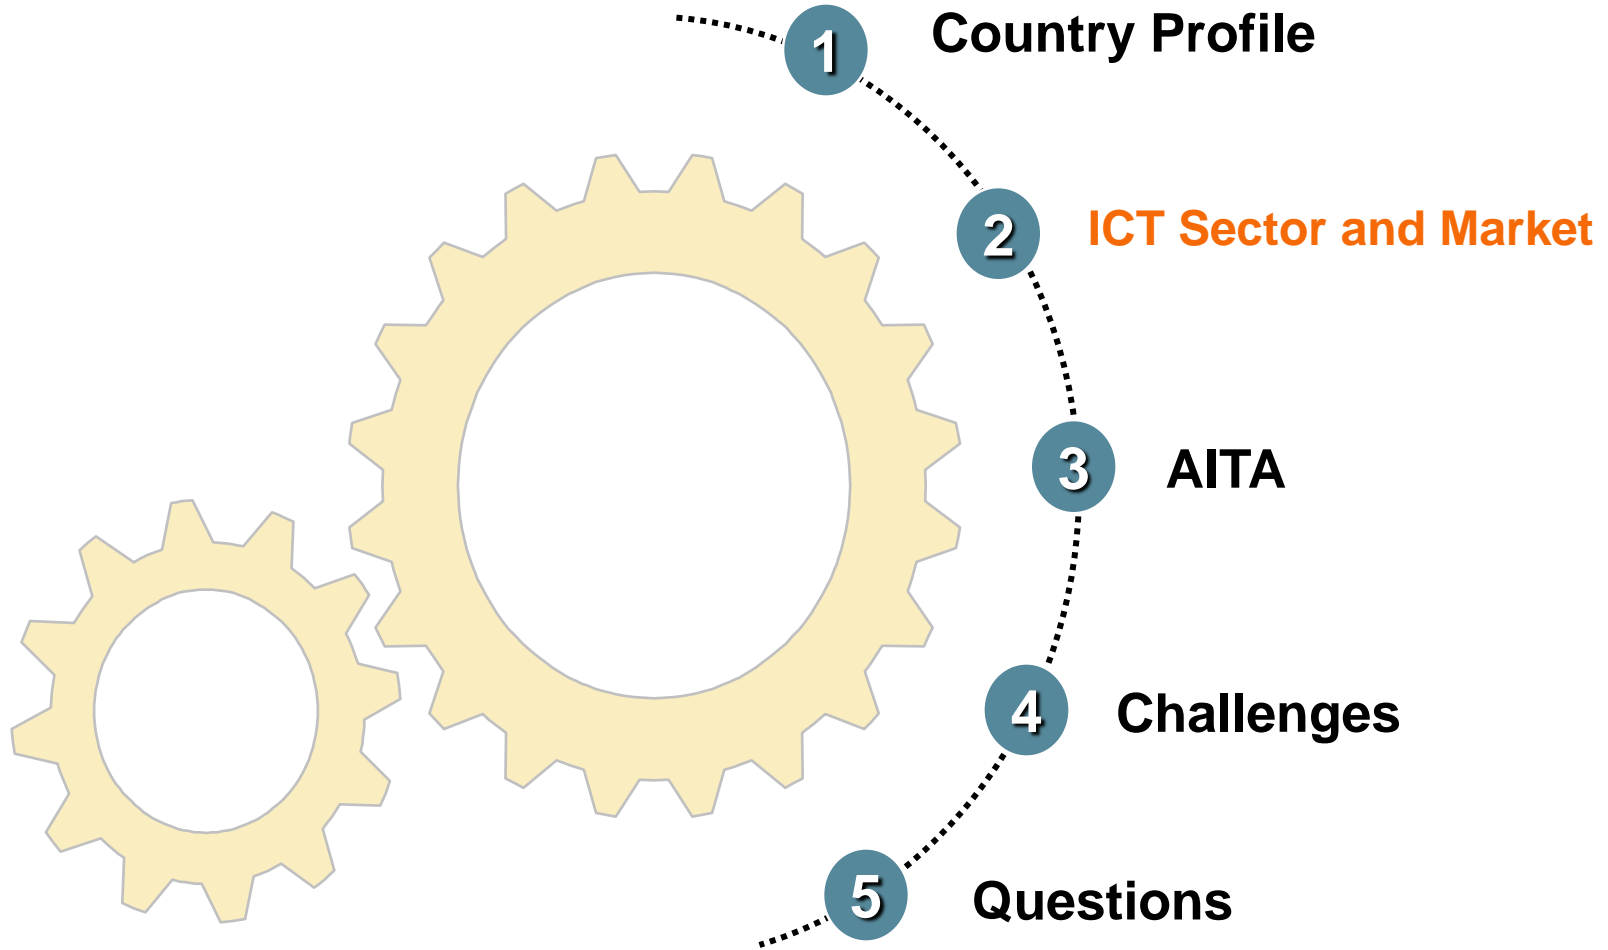 1 Country Profile
2 ICT Sector and Market
3 AITA
4 Challenges
5 Questions